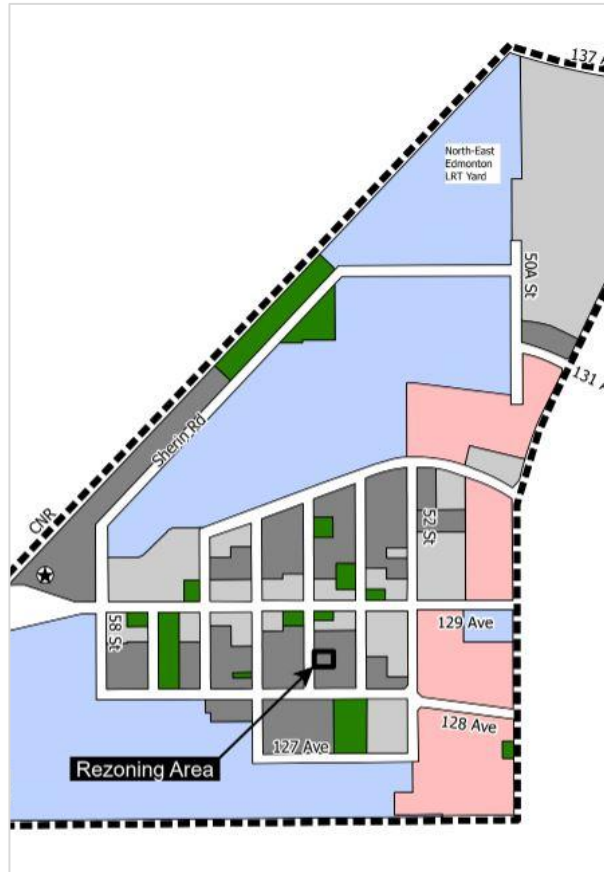 137 A
North-East
Edmonton
LRT Yard
50A St
131 A
Sherin Rd
CNR
52 St
58 St
129 Ave
128 Ave
127 Ave
Rezoning Area